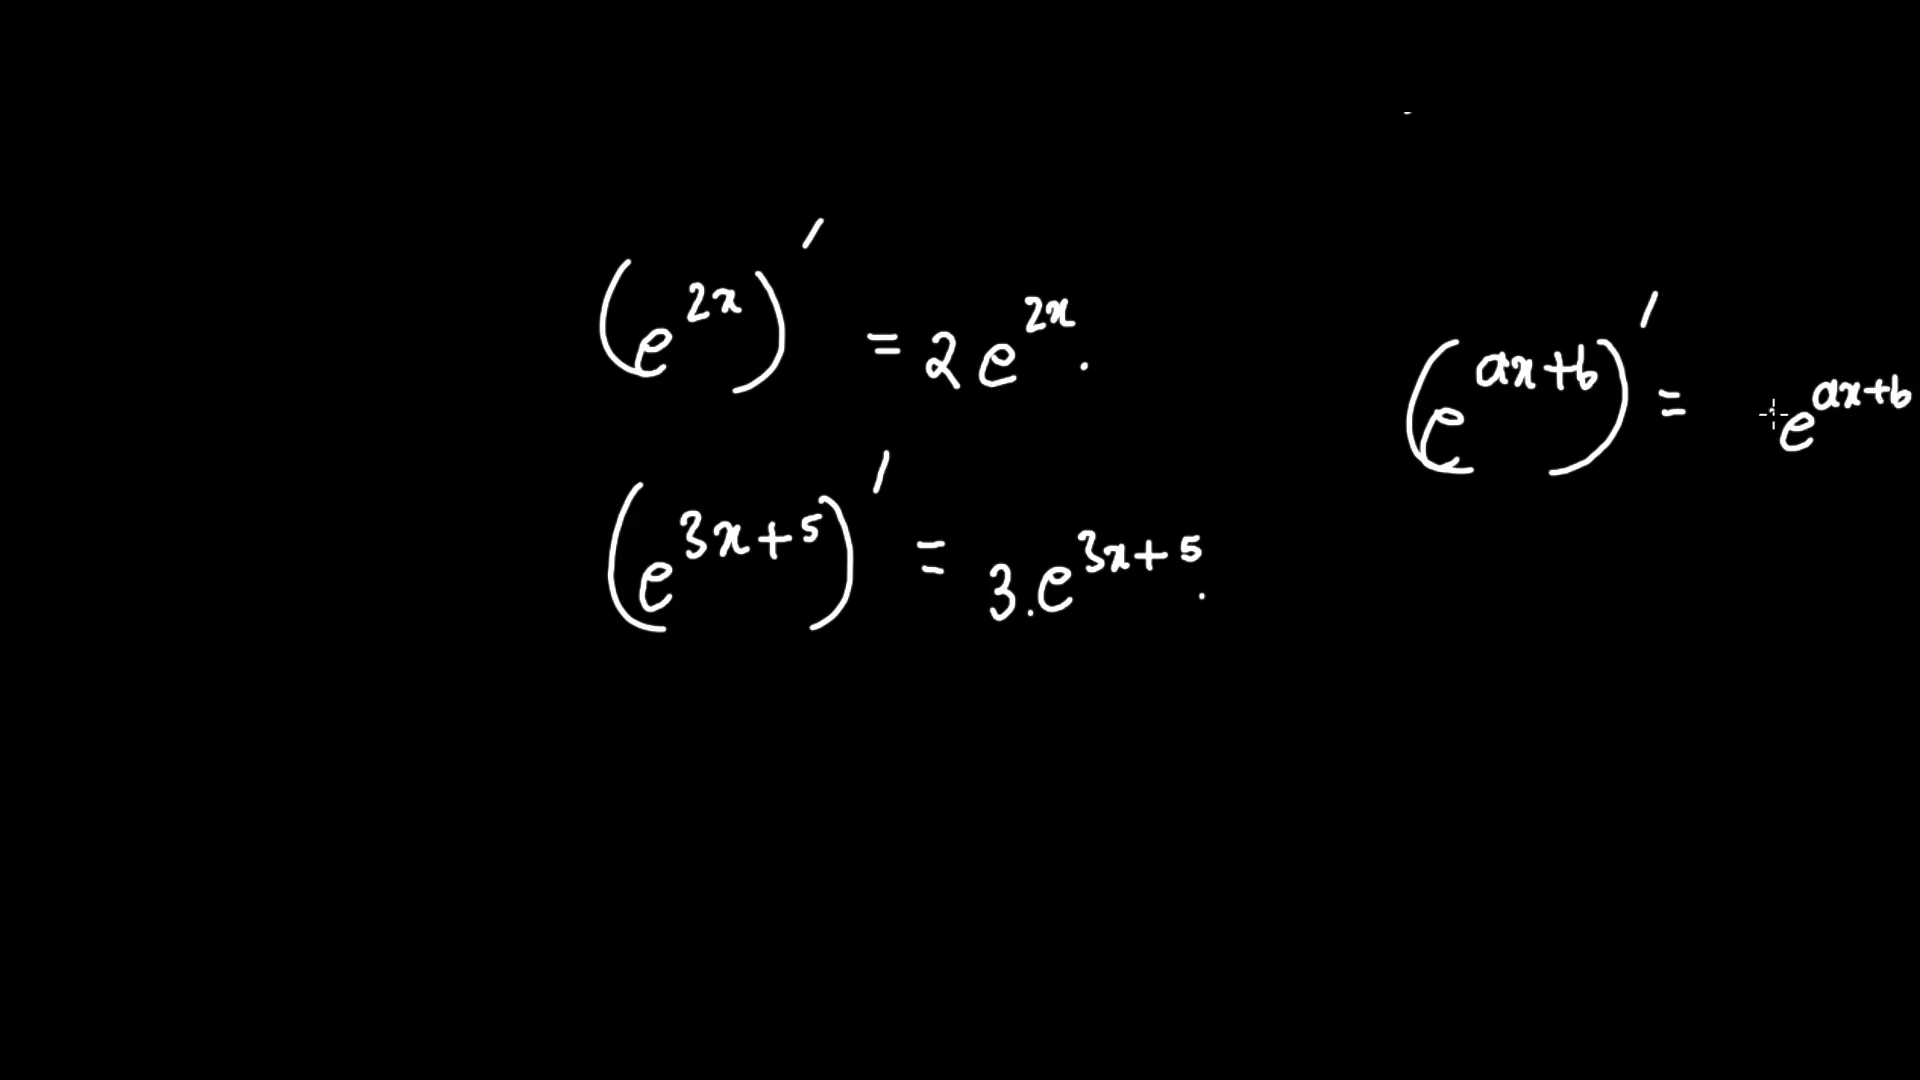 (e^{2x})' = 2e^{2x}.
(e^{ax+b})' = e^{ax+b}
(e^{3x+5})' = 3.e^{3x+5}.